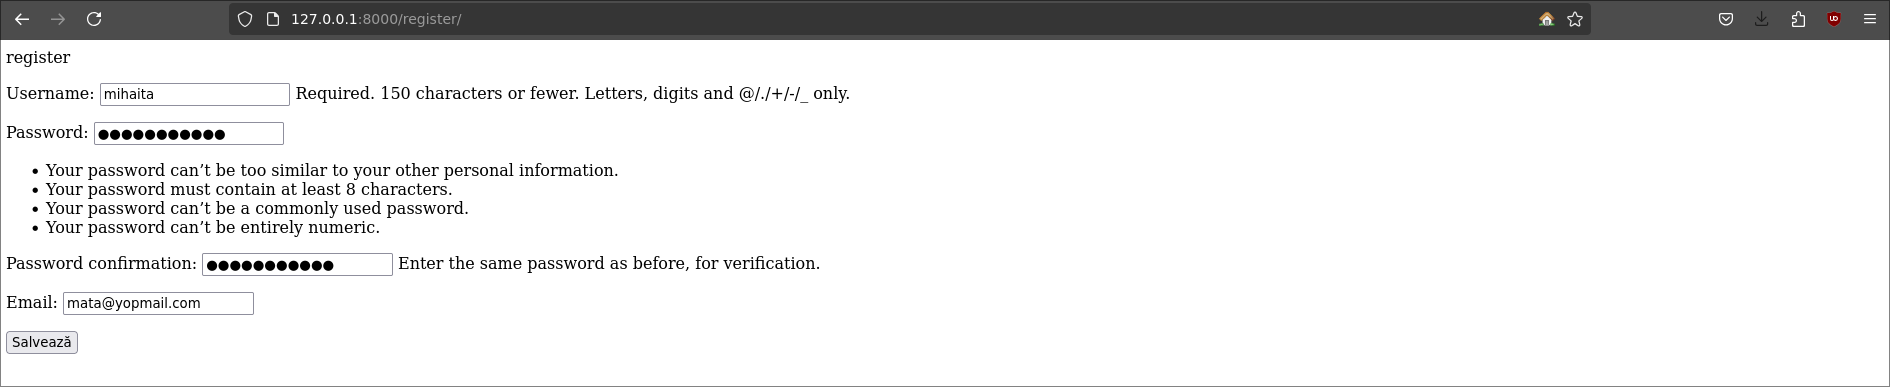 127.0.0.1:8000/register/
register
Username: mihaita Required. 150 characters or fewer. Letters, digits and @/./+/-/_ only.
Password: ●●●●●●●●●●●
• Your password can’t be too similar to your other personal information.
• Your password must contain at least 8 characters.
• Your password can’t be a commonly used password.
• Your password can’t be entirely numeric.
Password confirmation: ●●●●●●●●●●● Enter the same password as before, for verification.
Email: mata@yopmail.com
Salvează